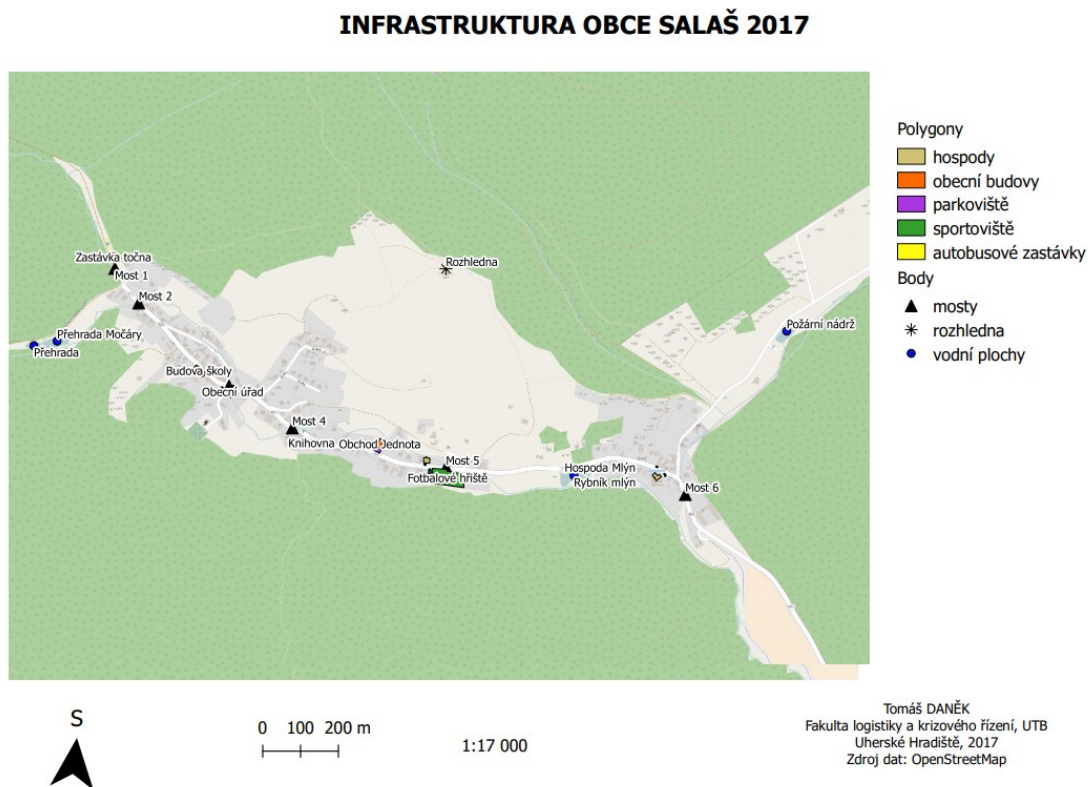 INFRASTRUKTURA OBCE SALAŠ 2017
Polygony
hospody
obecní budovy
parkoviště
sportoviště
autobusové zastávky
Body
mosty
rozhledna
vodní plochy
Zastávka točna
Most 1
Rozhledna
Most 2
Přehrada Močáry
Přehrada
Požární nádrž
Budova školy
Obecní úřad
Most 4
Knihovna
Obchod Jednota
Most 5
Fotbalové hřiště
Hospoda Mlýn
Rybník mlýn
Most 6
S
0 100 200 m
1:17 000
Tomáš DANĚK
Fakulta logistiky a krizového řízení, UTB
Uherské Hradiště, 2017
Zdroj dat: OpenStreetMap